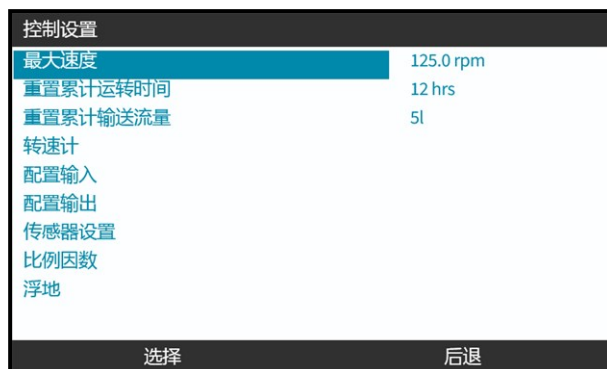 控制设置
最大速度 125.0 rpm
重置累计运转时间 12 hrs
重置累计输送流量 5l
转速计
配置输入
配置输出
传感器设置
比例因数
浮地
选择 后退